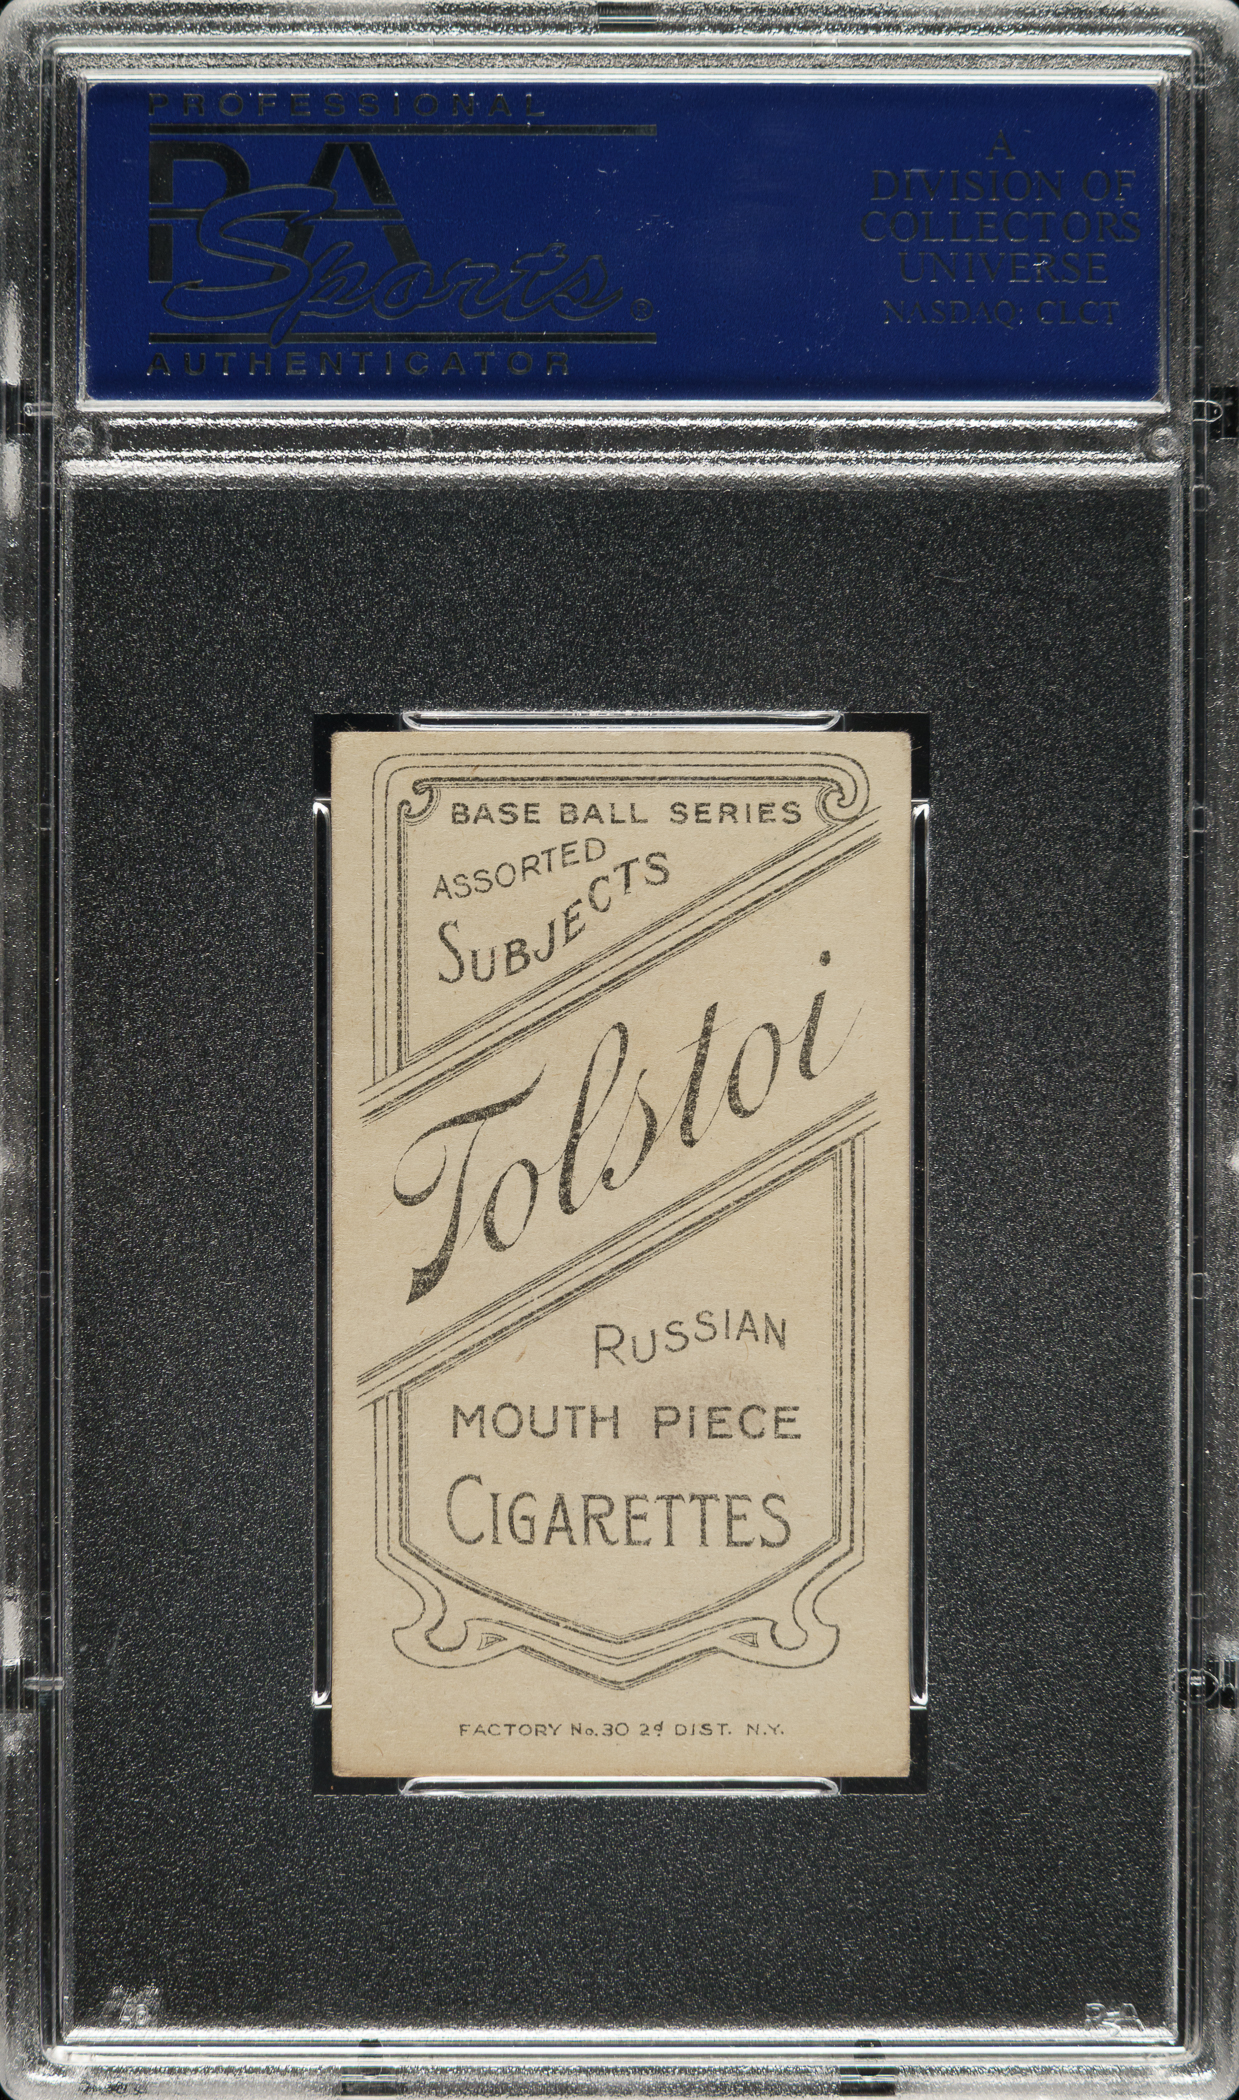 PROFESSIONAL
PSA
Sports®
AUTHENTICATOR
A
DIVISION OF
COLLECTORS
UNIVERSE
NASDAQ: CLCT
BASE BALL SERIES
ASSORTED
SUBJECTS
Tolstoi
RUSSIAN
MOUTH PIECE
CIGARETTES
FACTORY No. 30 2d DIST. N.Y.
PSA